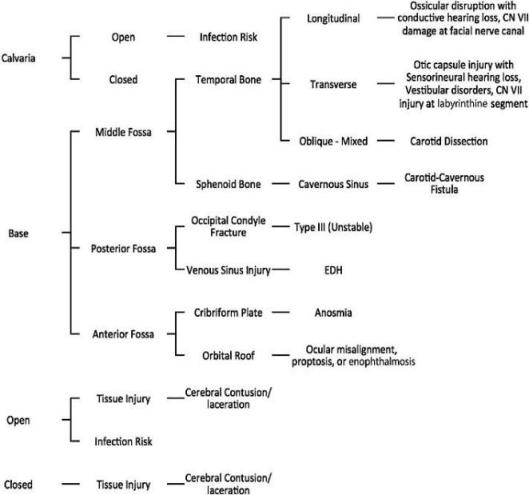 Calvaria
Open
Infection Risk
Closed
Base
Middle Fossa
Temporal Bone
Longitudinal
Ossicular disruption with
conductive hearing loss, CN VII
damage at facial nerve canal
Transverse
Otic capsule injury with
Sensorineural hearing loss,
Vestibular disorders, CN VII
injury at labyrinthine segment
Oblique - Mixed
Carotid Dissection
Sphenoid Bone
Cavernous Sinus
Carotid-Cavernous
Fistula
Posterior Fossa
Occipital Condyle
Fracture
Type III (Unstable)
Venous Sinus Injury
EDH
Anterior Fossa
Cribriform Plate
Anosmia
Orbital Roof
Ocular misalignment,
proptosis, or enophthalmosis
Open
Tissue Injury
Cerebral Contusion/
laceration
Infection Risk
Closed
Tissue Injury
Cerebral Contusion/
laceration